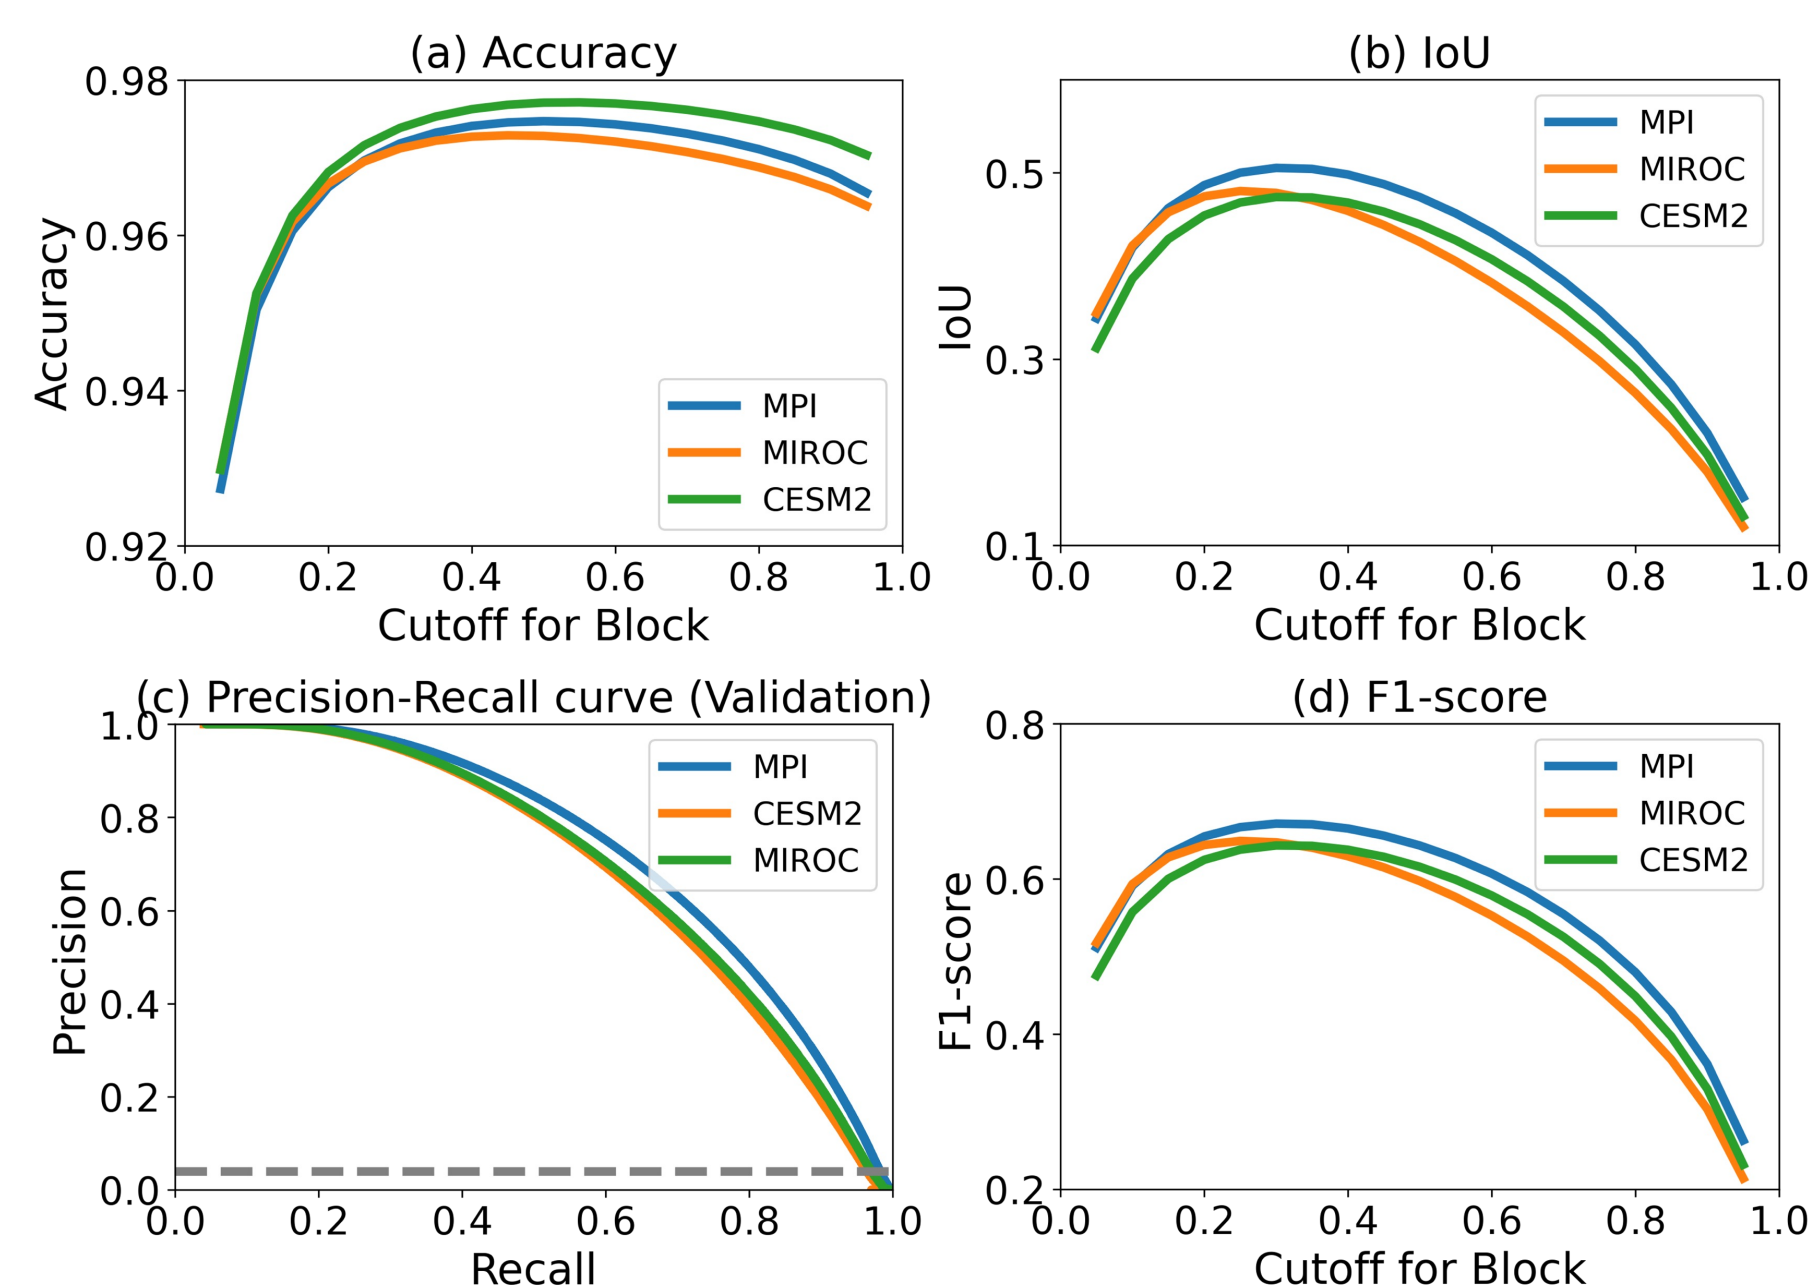 (a) Accuracy
0.98
0.96
0.94
0.92
Accuracy
MPI
MIROC
CESM2
0.0 0.2 0.4 0.6 0.8 1.0
Cutoff for Block
(b) IoU
0.5
0.3
0.1
IoU
MPI
MIROC
CESM2
0.0 0.2 0.4 0.6 0.8 1.0
Cutoff for Block
(c) Precision-Recall curve (Validation)
1.0
0.8
0.6
0.4
0.2
0.0
Precision
MPI
CESM2
MIROC
0.0 0.2 0.4 0.6 0.8 1.0
Recall
(d) F1-score
0.8
0.6
0.4
0.2
F1-score
MPI
MIROC
CESM2
0.0 0.2 0.4 0.6 0.8 1.0
Cutoff for Block